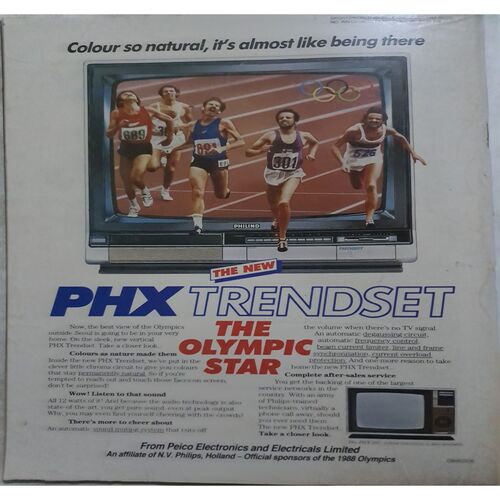 Colour so natural, it's almost like being there
689
891
301
526
PHILIND
THE NEW
PHX TRENDSET
THE
OLYMPIC
STAR
Now, the best view of the Olympics
outside Seoul is going to be in your very
home. On the sleek, new vertical
PHX Trendset. Take a closer look.
Colours as nature made them
Inside the new PHX Trendset, we've put in the
clever little chroma circuit to give you colours
that stay permanently natural. So if you're
tempted to reach out and touch those faces on screen,
don't be surprised!
Wow! Listen to that sound
All 12 watts of it! And because the audio technology is also
state of the art, you get pure sound even at peak output.
Why, you may even find yourself cheering with the crowds!
There's more to cheer about
An automatic sound muting system that cuts off
the volume when there's no TV signal.
An automatic degaussing circuit,
automatic frequency control,
beam current limiter, line and frame
synchronisation, current overload
protection. And one more reason to take
home the new PHX Trendset.
Complete after-sales service
You get the backing of one of the largest
service networks in the
country. With an army
of Philips-trained
technicians, virtually a
phone call away, should
you ever need them.
The new PHX Trendset.
Take a closer look.
From Peico Electronics and Electricals Limited
An affiliate of N.V. Philips, Holland – Official sponsors of the 1988 Olympics